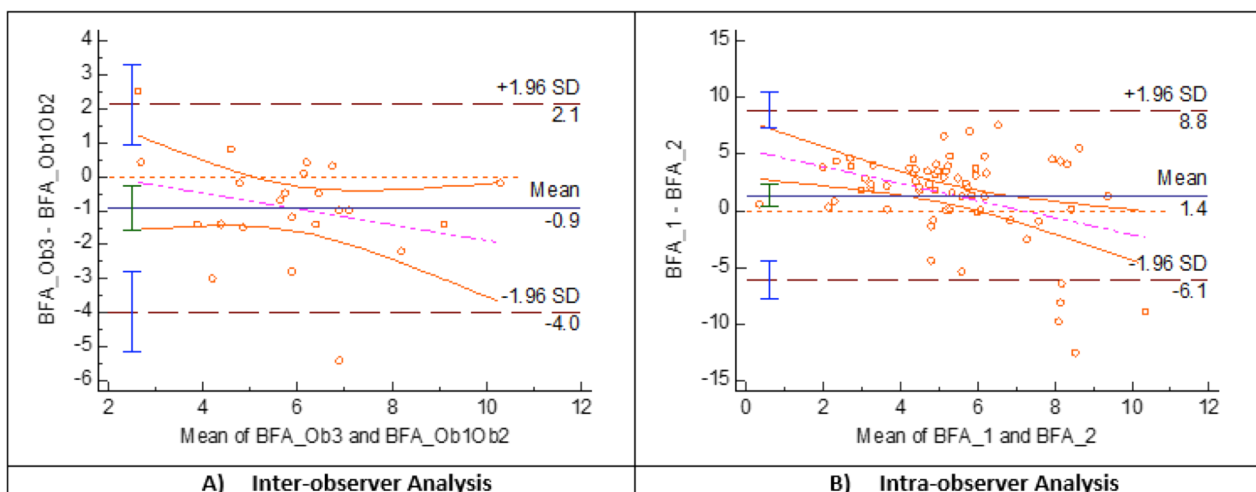 4
3
2
1
0
-1
-2
-3
-4
-5
-6
BFA_Ob3 - BFA_Ob1Ob2
+1.96 SD
2.1
Mean
-0.9
-1.96 SD
-4.0
2 4 6 8 10 12
Mean of BFA_Ob3 and BFA_Ob1Ob2
A) Inter-observer Analysis
15
10
5
0
-5
-10
-15
BFA_1 - BFA_2
+1.96 SD
8.8
Mean
1.4
-1.96 SD
-6.1
0 2 4 6 8 10 12
Mean of BFA_1 and BFA_2
B) Intra-observer Analysis